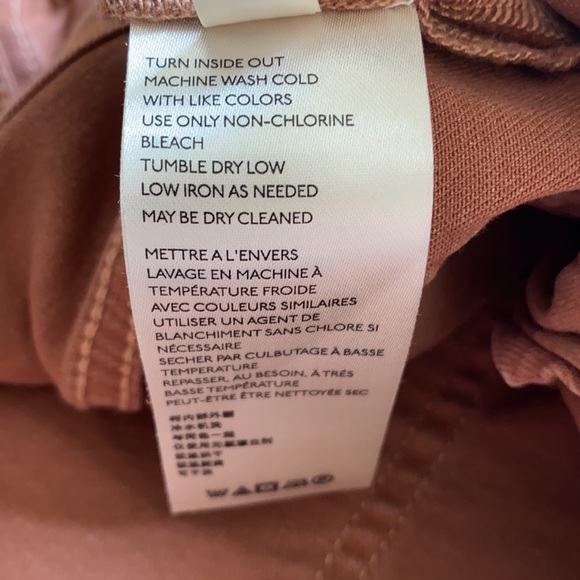 TURN INSIDE OUT
MACHINE WASH COLD
WITH LIKE COLORS
USE ONLY NON-CHLORINE
BLEACH
TUMBLE DRY LOW
LOW IRON AS NEEDED
MAY BE DRY CLEANED
METTRE A L'ENVERS
LAVAGE EN MACHINE À
TEMPÉRATURE FROIDE
AVEC COULEURS SIMILAIRES
UTILISER UN AGENT DE
BLANCHIMENT SANS CHLORE SI
NÉCESSAIRE
SECHER PAR CULBUTAGE À BASSE
TEMPERATURE
REPASSER, AU BESOIN, À TRÉS
BASSE TEMPÉRATURE
PEUT-ÊTRE ÊTRE NETTOYÉE SEC